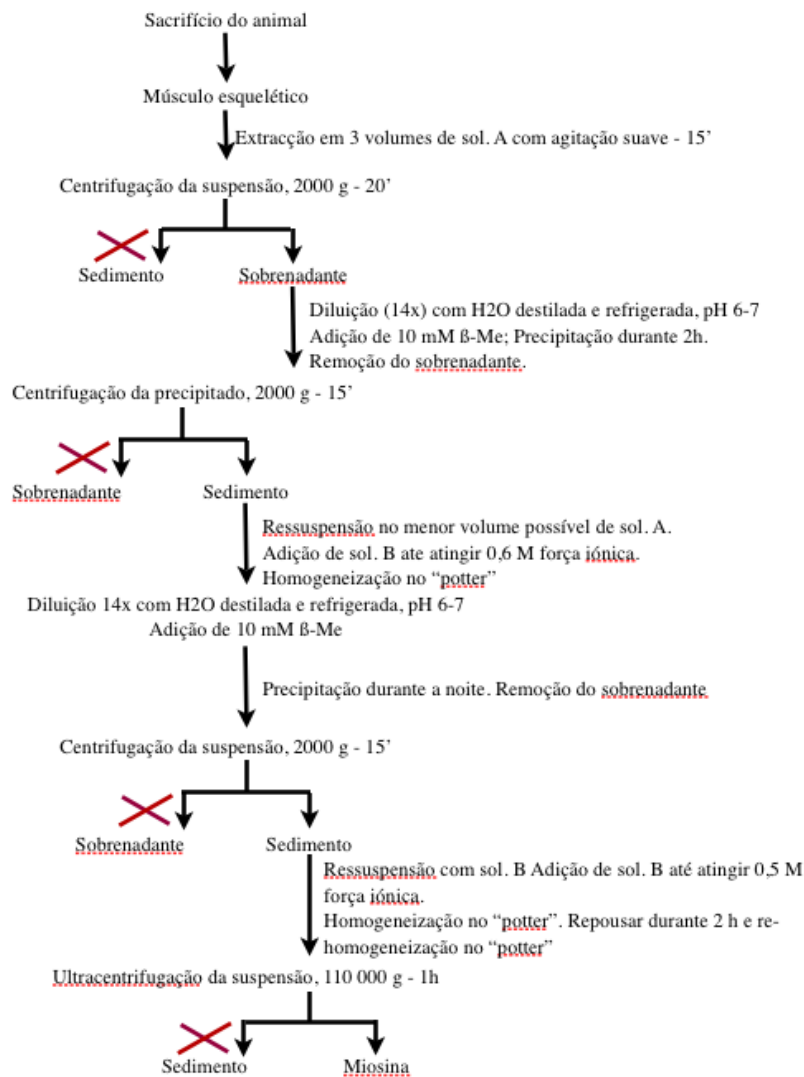 Sacrifício do animal
Músculo esquelético
Extracção em 3 volumes de sol. A com agitação suave - 15’
Centrifugação da suspensão, 2000 g - 20’
Sedimento
Sobrenadante
Diluição (14x) com H2O destilada e refrigerada, pH 6-7
Adição de 10 mM ß-Me; Precipitação durante 2h.
Remoção do sobrenadante.
Centrifugação da precipitado, 2000 g - 15’
Sobrenadante
Sedimento
Ressuspensão no menor volume possível de sol. A.
Adição de sol. B ate atingir 0,6 M força iónica.
Homogeneização no “potter”
Diluição 14x com H2O destilada e refrigerada, pH 6-7
Adição de 10 mM ß-Me
Precipitação durante a noite. Remoção do sobrenadante
Centrifugação da suspensão, 2000 g - 15’
Sobrenadante
Sedimento
Ressuspensão com sol. B Adição de sol. B até atingir 0,5 M
força iónica.
Homogeneização no “potter”. Repousar durante 2 h e re-
homogeneização no “potter”
Ultracentrifugação da suspensão, 110 000 g - 1h
Sedimento
Miosina